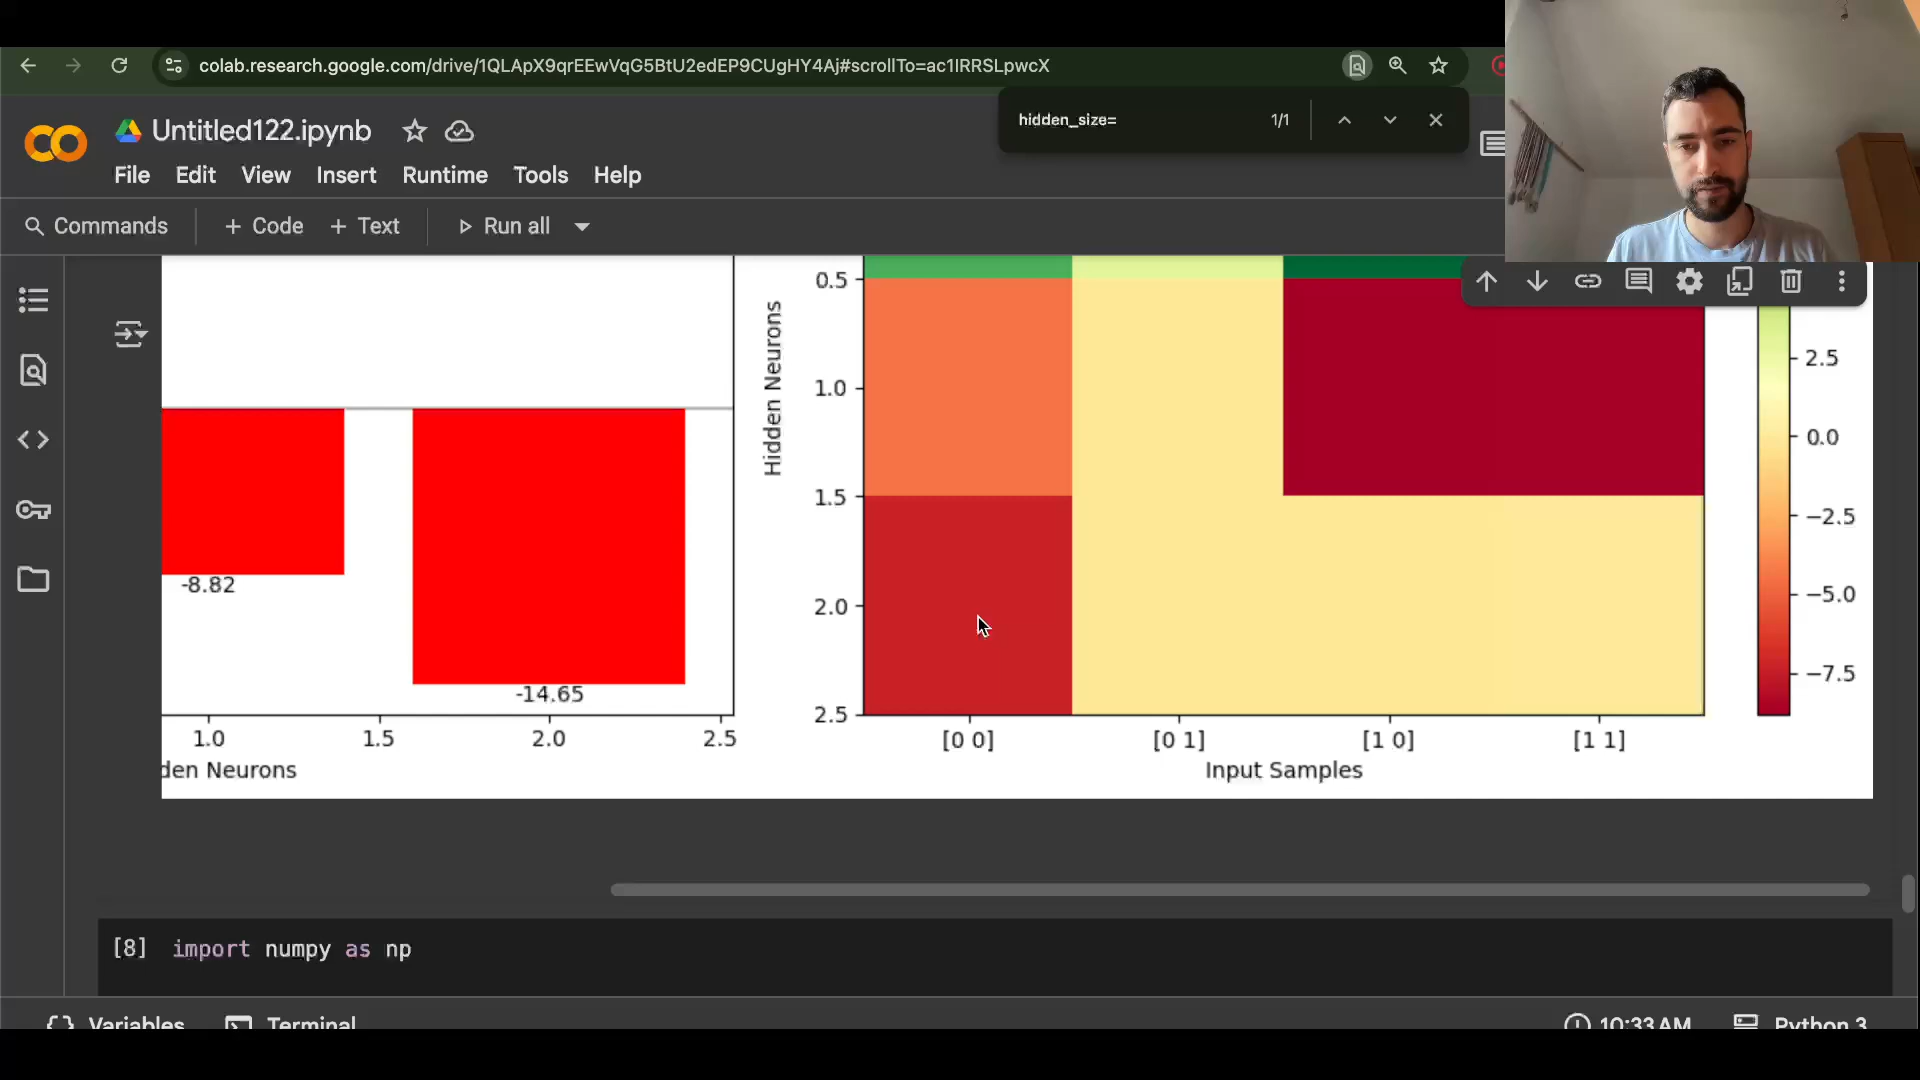 colab.research.google.com/drive/1QLApX9qrEEwVqG5BtU2edEP9CUgHY4Aj#scrollTo=ac1IRRSLpwcX
hidden_size=
1/1
Untitled122.ipynb
File Edit View Insert Runtime Tools Help
Commands + Code + Text Run all
-8.82
-14.65
1.0 1.5 2.0 2.5
den Neurons
Hidden Neurons
0.5
1.0
1.5
2.0
2.5
[0 0] [0 1] [1 0] [1 1]
Input Samples
2.5
0.0
−2.5
−5.0
−7.5
[8] import numpy as np
Variables Terminal
10:33 AM Python 3